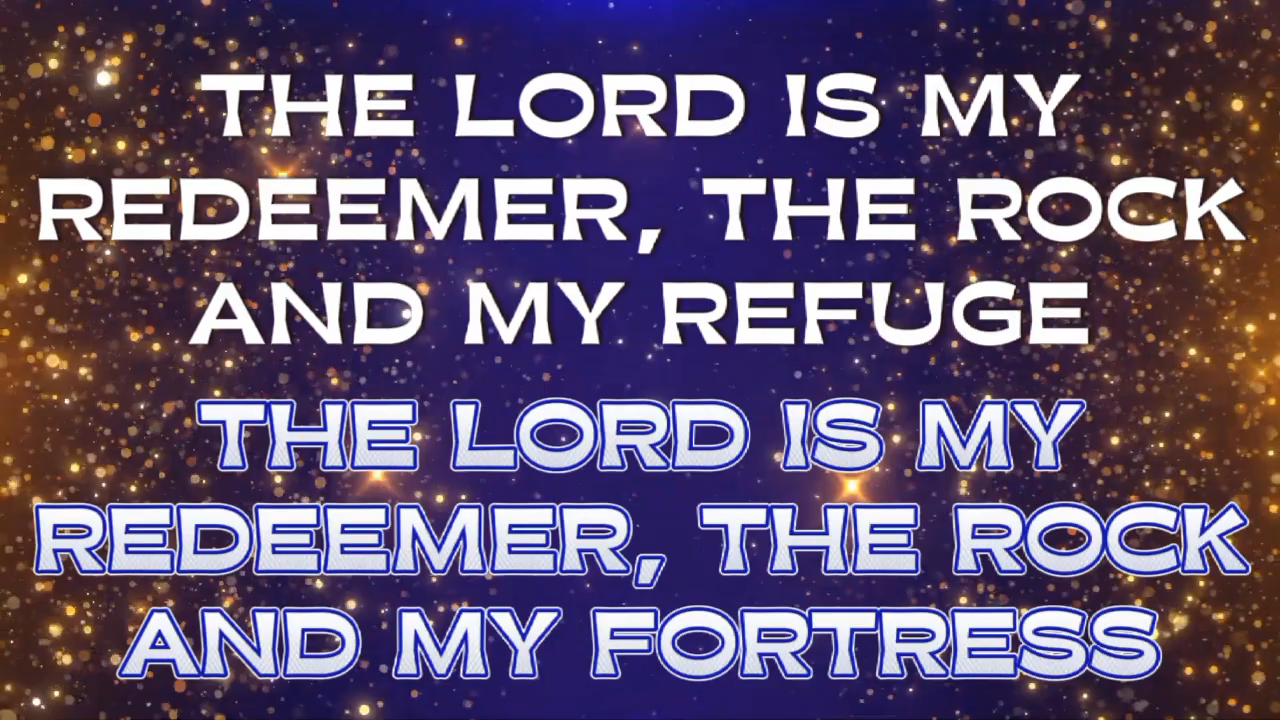 THE LORD IS MY
REDEEMER, THE ROCK
AND MY REFUGE
THE LORD IS MY
REDEEMER, THE ROCK
AND MY FORTRESS